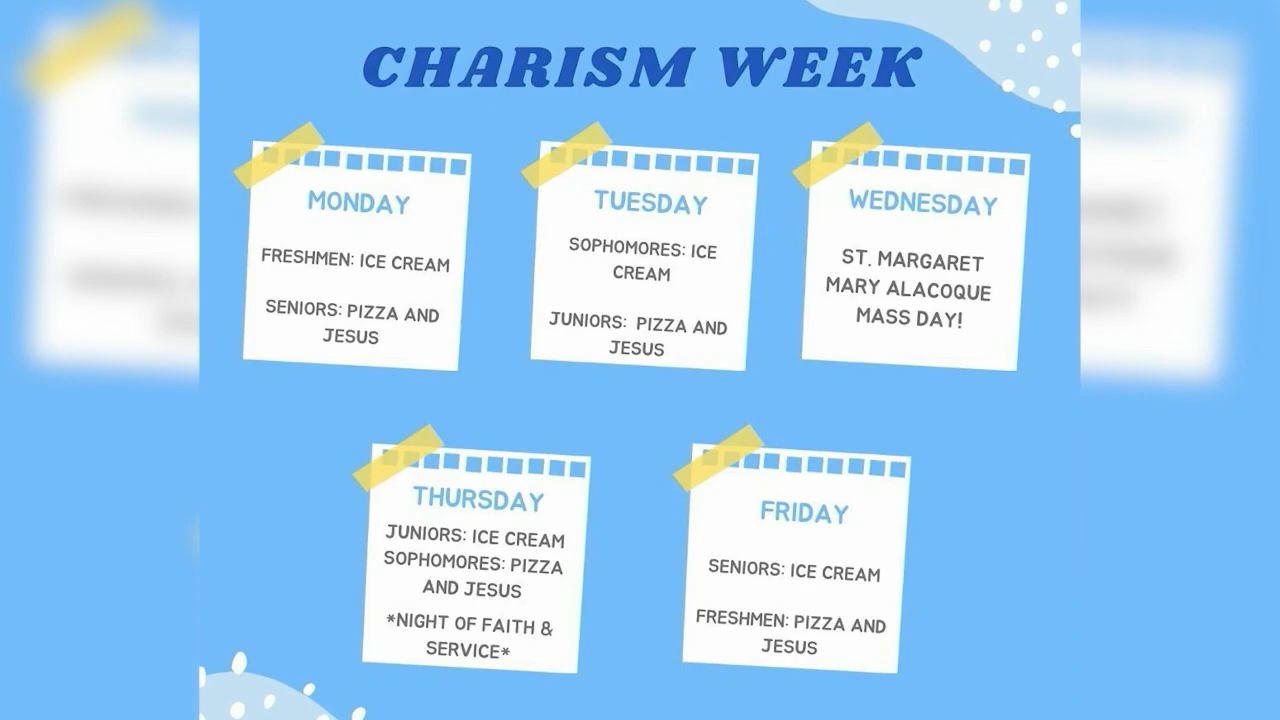 CHARISM WEEK
MONDAY
FRESHMEN: ICE CREAM
SENIORS: PIZZA AND
JESUS
TUESDAY
SOPHOMORES: ICE
CREAM
JUNIORS: PIZZA AND
JESUS
WEDNESDAY
ST. MARGARET
MARY ALACOQUE
MASS DAY!
THURSDAY
JUNIORS: ICE CREAM
SOPHOMORES: PIZZA
AND JESUS
*NIGHT OF FAITH &
SERVICE*
FRIDAY
SENIORS: ICE CREAM
FRESHMEN: PIZZA AND
JESUS